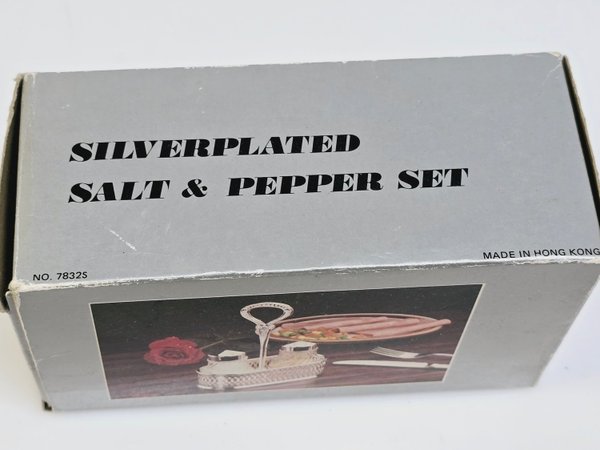 SILVERPLATED
SALT & PEPPER SET
NO. 7832S
MADE IN HONG KONG